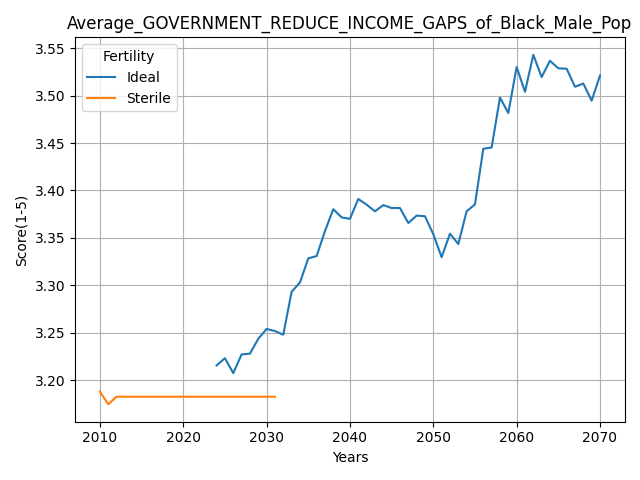 Average_GOVERNMENT_REDUCE_INCOME_GAPS_of_Black_Male_Pop
Fertility
Ideal
Sterile
Score(1-5)
3.55
3.50
3.45
3.40
3.35
3.30
3.25
3.20
2010 2020 2030 2040 2050 2060 2070
Years